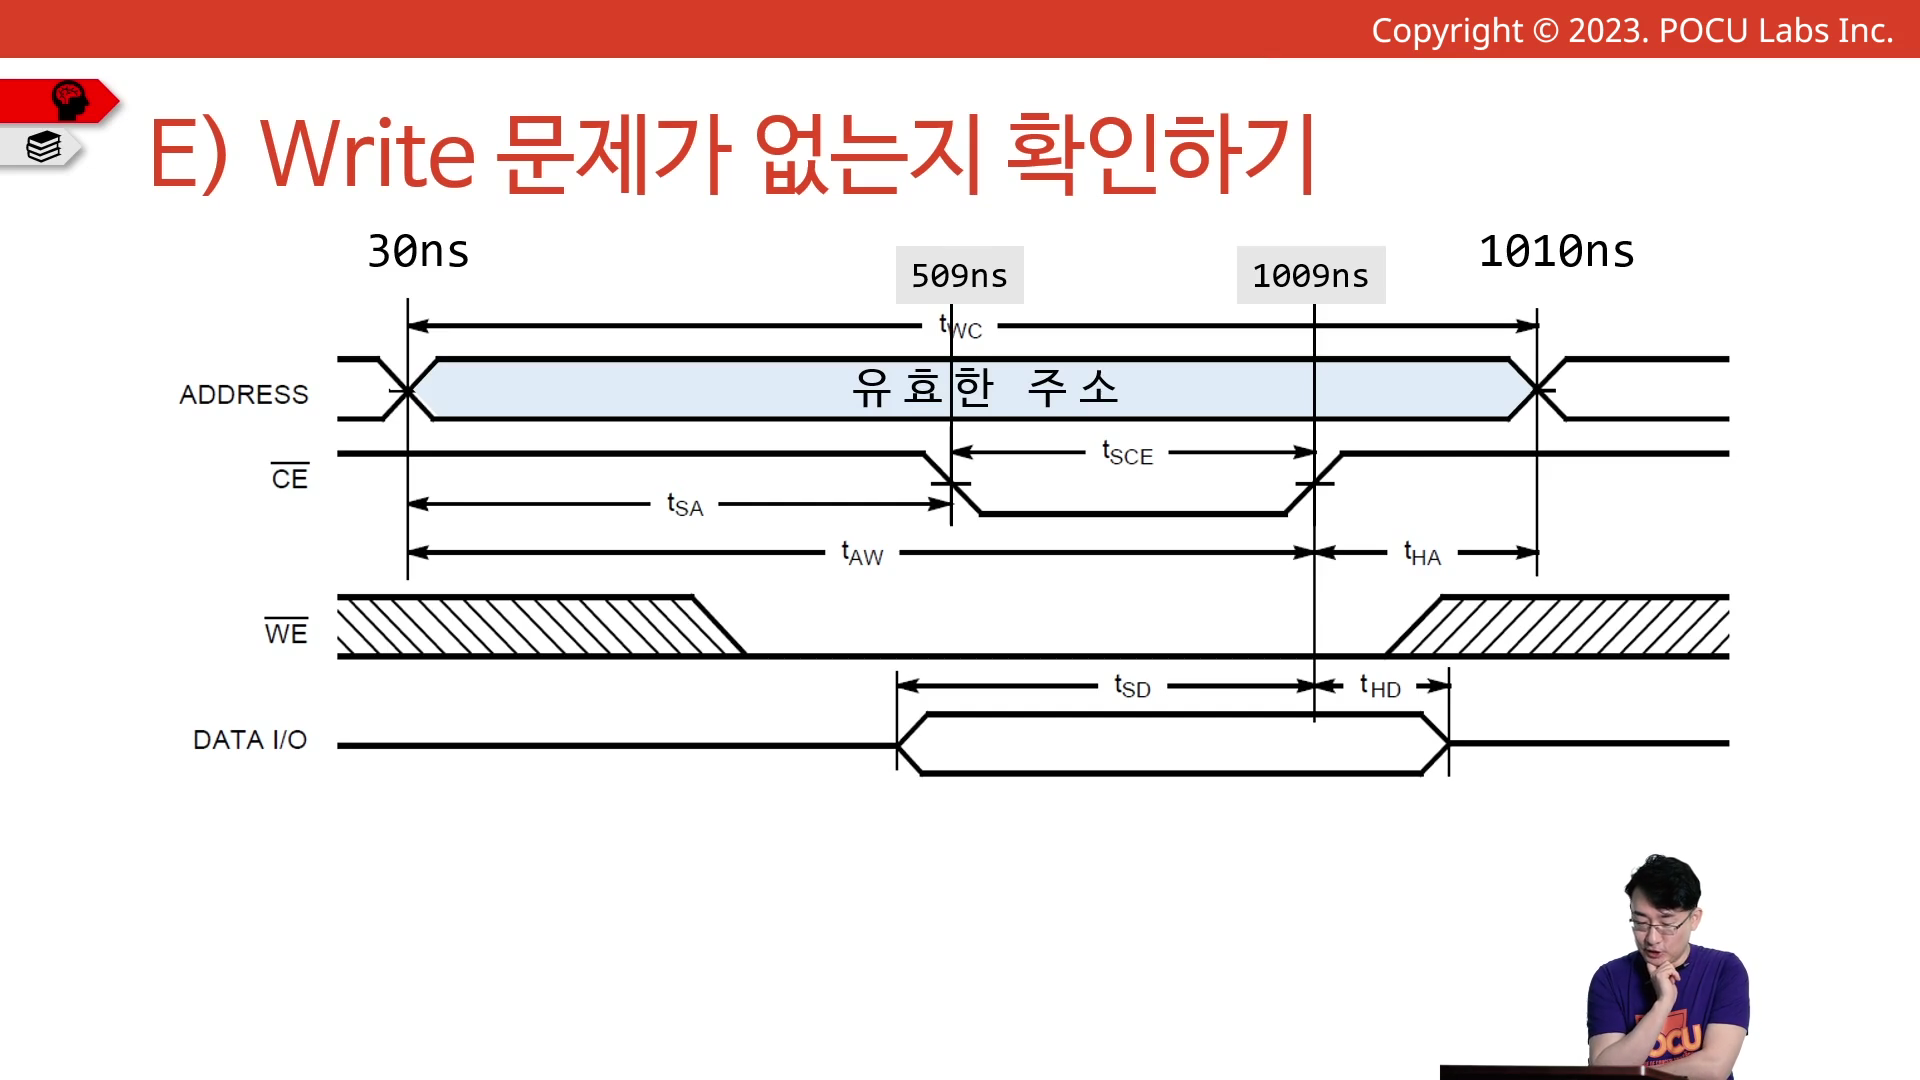 Copyright © 2023. POCU Labs Inc.
E) Write 문제가 없는지 확인하기
30ns
509ns
1009ns
1010ns
tWC
ADDRESS
유효한 주소
CE
tSCE
tSA
tAW
tHA
WE
tSD
tHD
DATA I/O